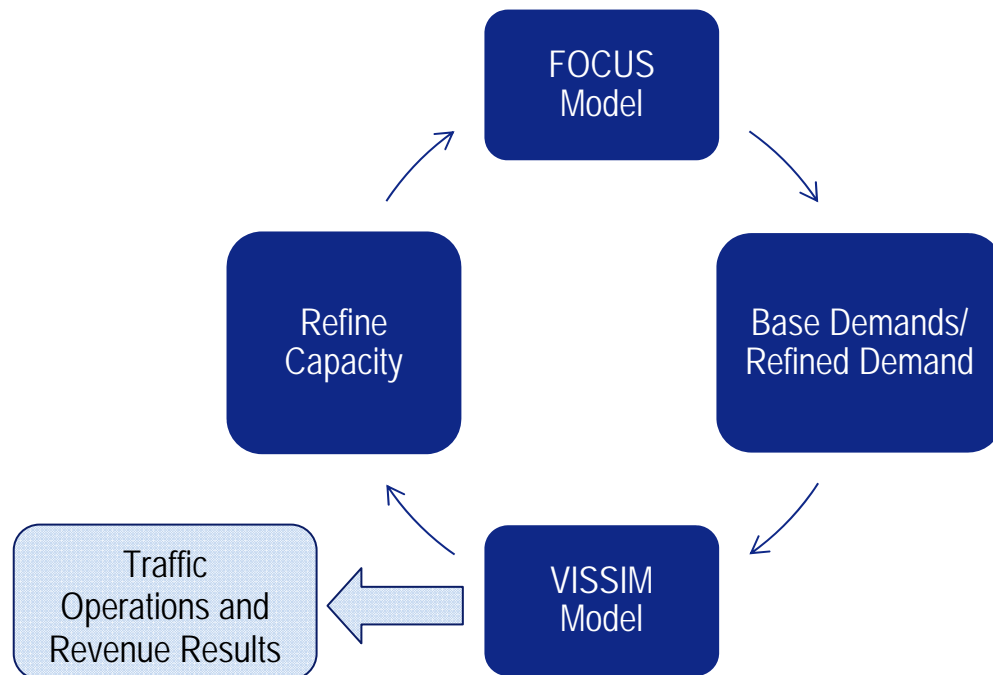 FOCUS
Model
Refine
Capacity
Base Demands/
Refined Demand
VISSIM
Model
Traffic
Operations and
Revenue Results